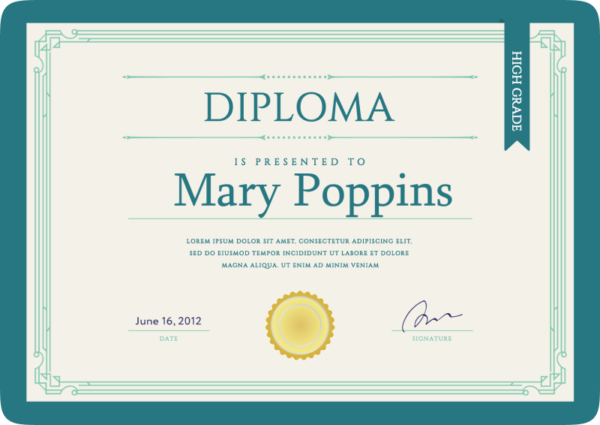 HIGH GRADE
DIPLOMA
IS PRESENTED TO
Mary Poppins
LOREM IPSUM DOLOR SIT AMET, CONSECTETUR ADIPISCING ELIT,
SED DO EIUSMOD TEMPOR INCIDIDUNT UT LABORE ET DOLORE
MAGNA ALIQUA. UT ENIM AD MINIM VENIAM
June 16, 2012
DATE
SIGNATURE